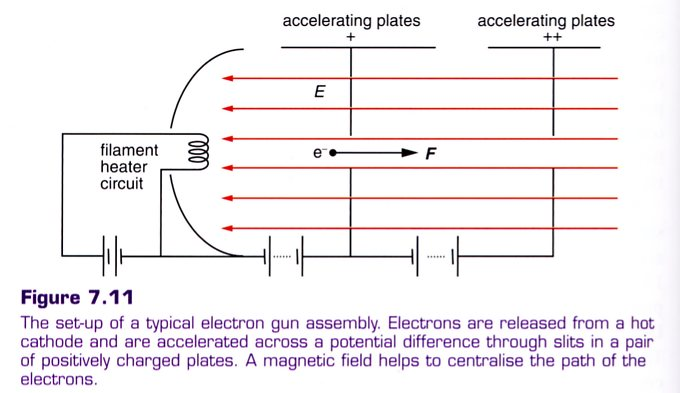 accelerating plates
+
accelerating plates
++
E
filament
heater
circuit
e⁻
F
Figure 7.11
The set-up of a typical electron gun assembly. Electrons are released from a hot
cathode and are accelerated across a potential difference through slits in a pair
of positively charged plates. A magnetic field helps to centralise the path of the
electrons.